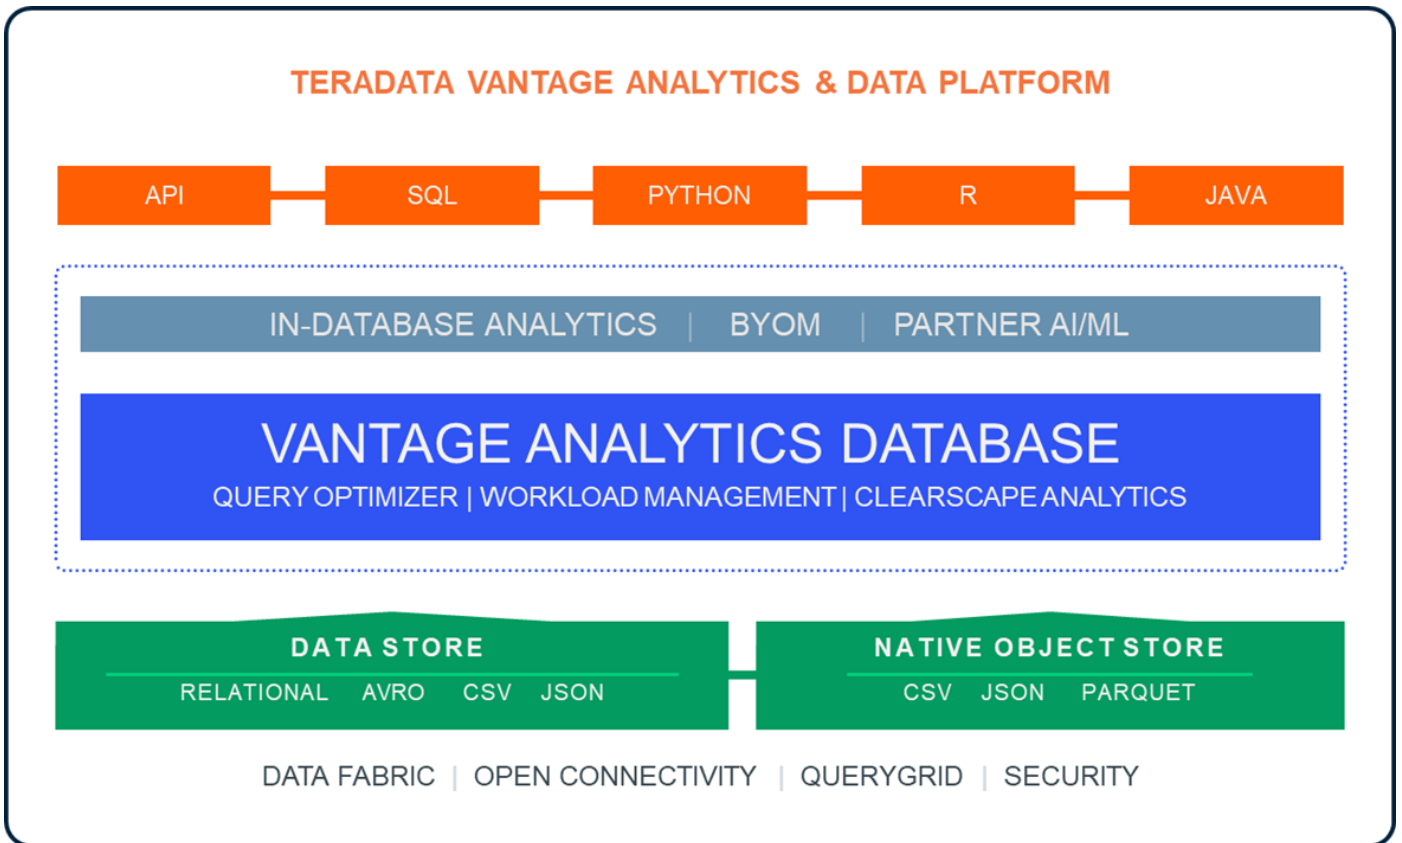 TERADATA VANTAGE ANALYTICS & DATA PLATFORM
API SQL PYTHON R JAVA
IN-DATABASE ANALYTICS | BYOM | PARTNER AI/ML
VANTAGE ANALYTICS DATABASE
QUERY OPTIMIZER | WORKLOAD MANAGEMENT | CLEARSCAPE ANALYTICS
DATA STORE
RELATIONAL AVRO CSV JSON
NATIVE OBJECT STORE
CSV JSON PARQUET
DATA FABRIC | OPEN CONNECTIVITY | QUERYGRID | SECURITY